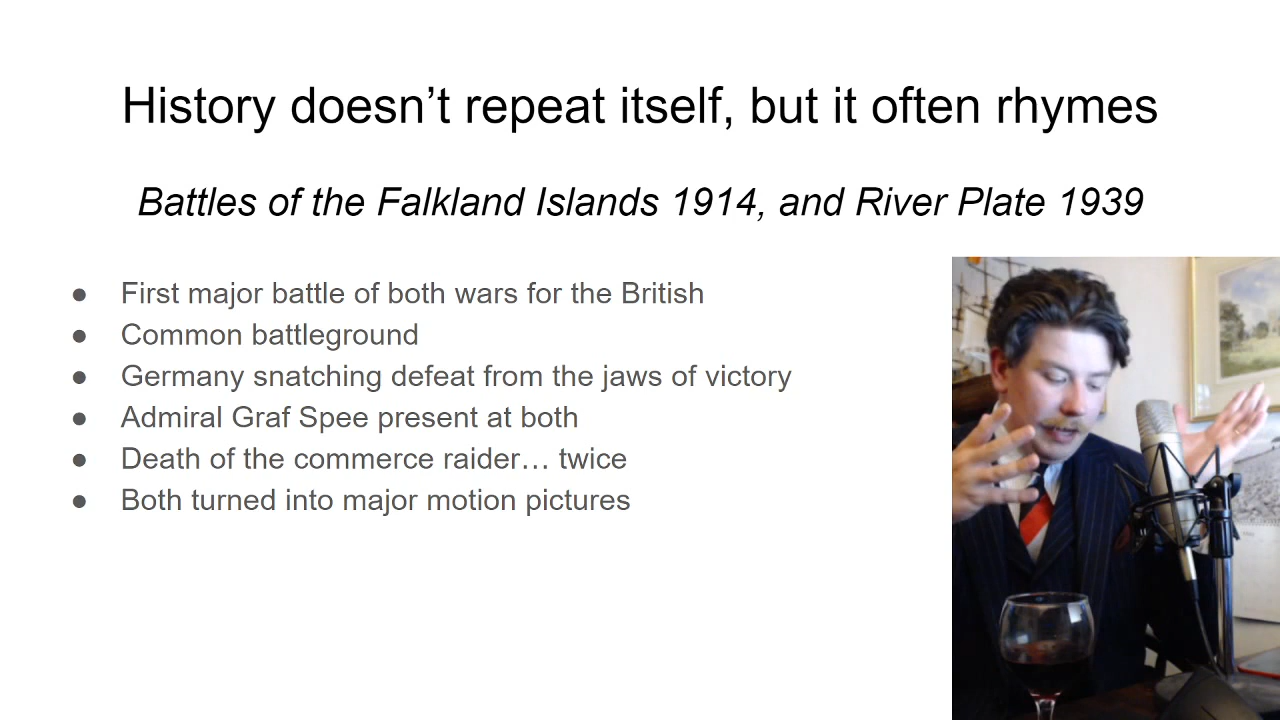 History doesn’t repeat itself, but it often rhymes
Battles of the Falkland Islands 1914, and River Plate 1939
● First major battle of both wars for the British
● Common battleground
● Germany snatching defeat from the jaws of victory
● Admiral Graf Spee present at both
● Death of the commerce raider… twice
● Both turned into major motion pictures